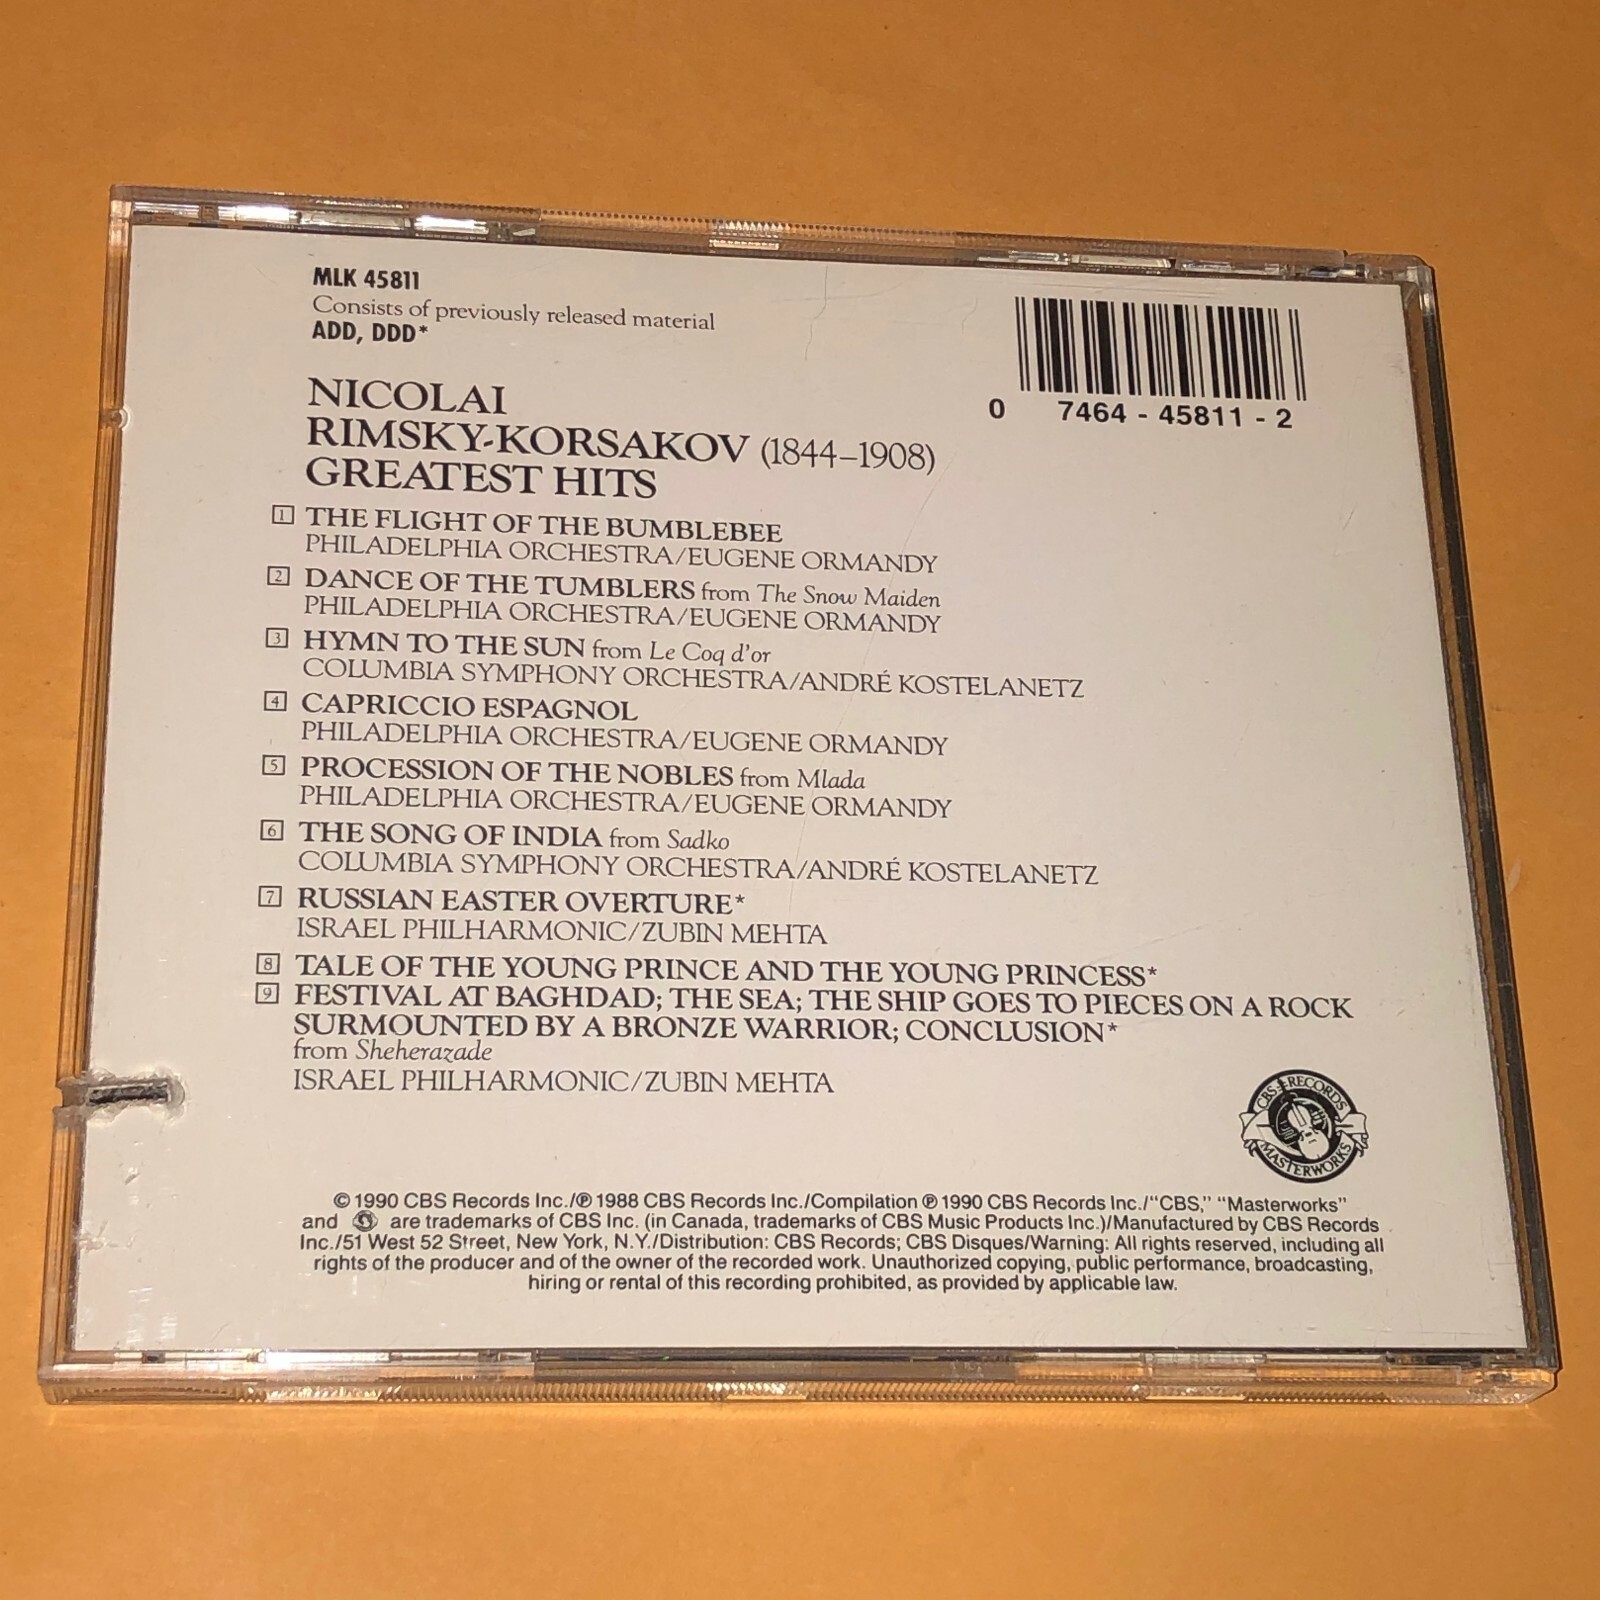 MLK 45811
Consists of previously released material
ADD, DDD*
0 7464 - 45811 - 2
NICOLAI
RIMSKY-KORSAKOV (1844–1908)
GREATEST HITS
1 THE FLIGHT OF THE BUMBLEBEE
PHILADELPHIA ORCHESTRA/EUGENE ORMANDY
2 DANCE OF THE TUMBLERS from The Snow Maiden
PHILADELPHIA ORCHESTRA/EUGENE ORMANDY
3 HYMN TO THE SUN from Le Coq d'or
COLUMBIA SYMPHONY ORCHESTRA/ANDRÉ KOSTELANETZ
4 CAPRICCIO ESPAGNOL
PHILADELPHIA ORCHESTRA/EUGENE ORMANDY
5 PROCESSION OF THE NOBLES from Mlada
PHILADELPHIA ORCHESTRA/EUGENE ORMANDY
6 THE SONG OF INDIA from Sadko
COLUMBIA SYMPHONY ORCHESTRA/ANDRÉ KOSTELANETZ
7 RUSSIAN EASTER OVERTURE*
ISRAEL PHILHARMONIC/ZUBIN MEHTA
8 TALE OF THE YOUNG PRINCE AND THE YOUNG PRINCESS*
9 FESTIVAL AT BAGHDAD; THE SEA; THE SHIP GOES TO PIECES ON A ROCK
SURMOUNTED BY A BRONZE WARRIOR; CONCLUSION*
from Sheherazade
ISRAEL PHILHARMONIC/ZUBIN MEHTA
CBS RECORDS
MASTERWORKS
© 1990 CBS Records Inc./℗ 1988 CBS Records Inc./Compilation ℗ 1990 CBS Records Inc./"CBS," "Masterworks"
and are trademarks of CBS Inc. (in Canada, trademarks of CBS Music Products Inc.)/Manufactured by CBS Records
Inc./51 West 52 Street, New York, N.Y./Distribution: CBS Records; CBS Disques/Warning: All rights reserved, including all
rights of the producer and of the owner of the recorded work. Unauthorized copying, public performance, broadcasting,
hiring or rental of this recording prohibited, as provided by applicable law.